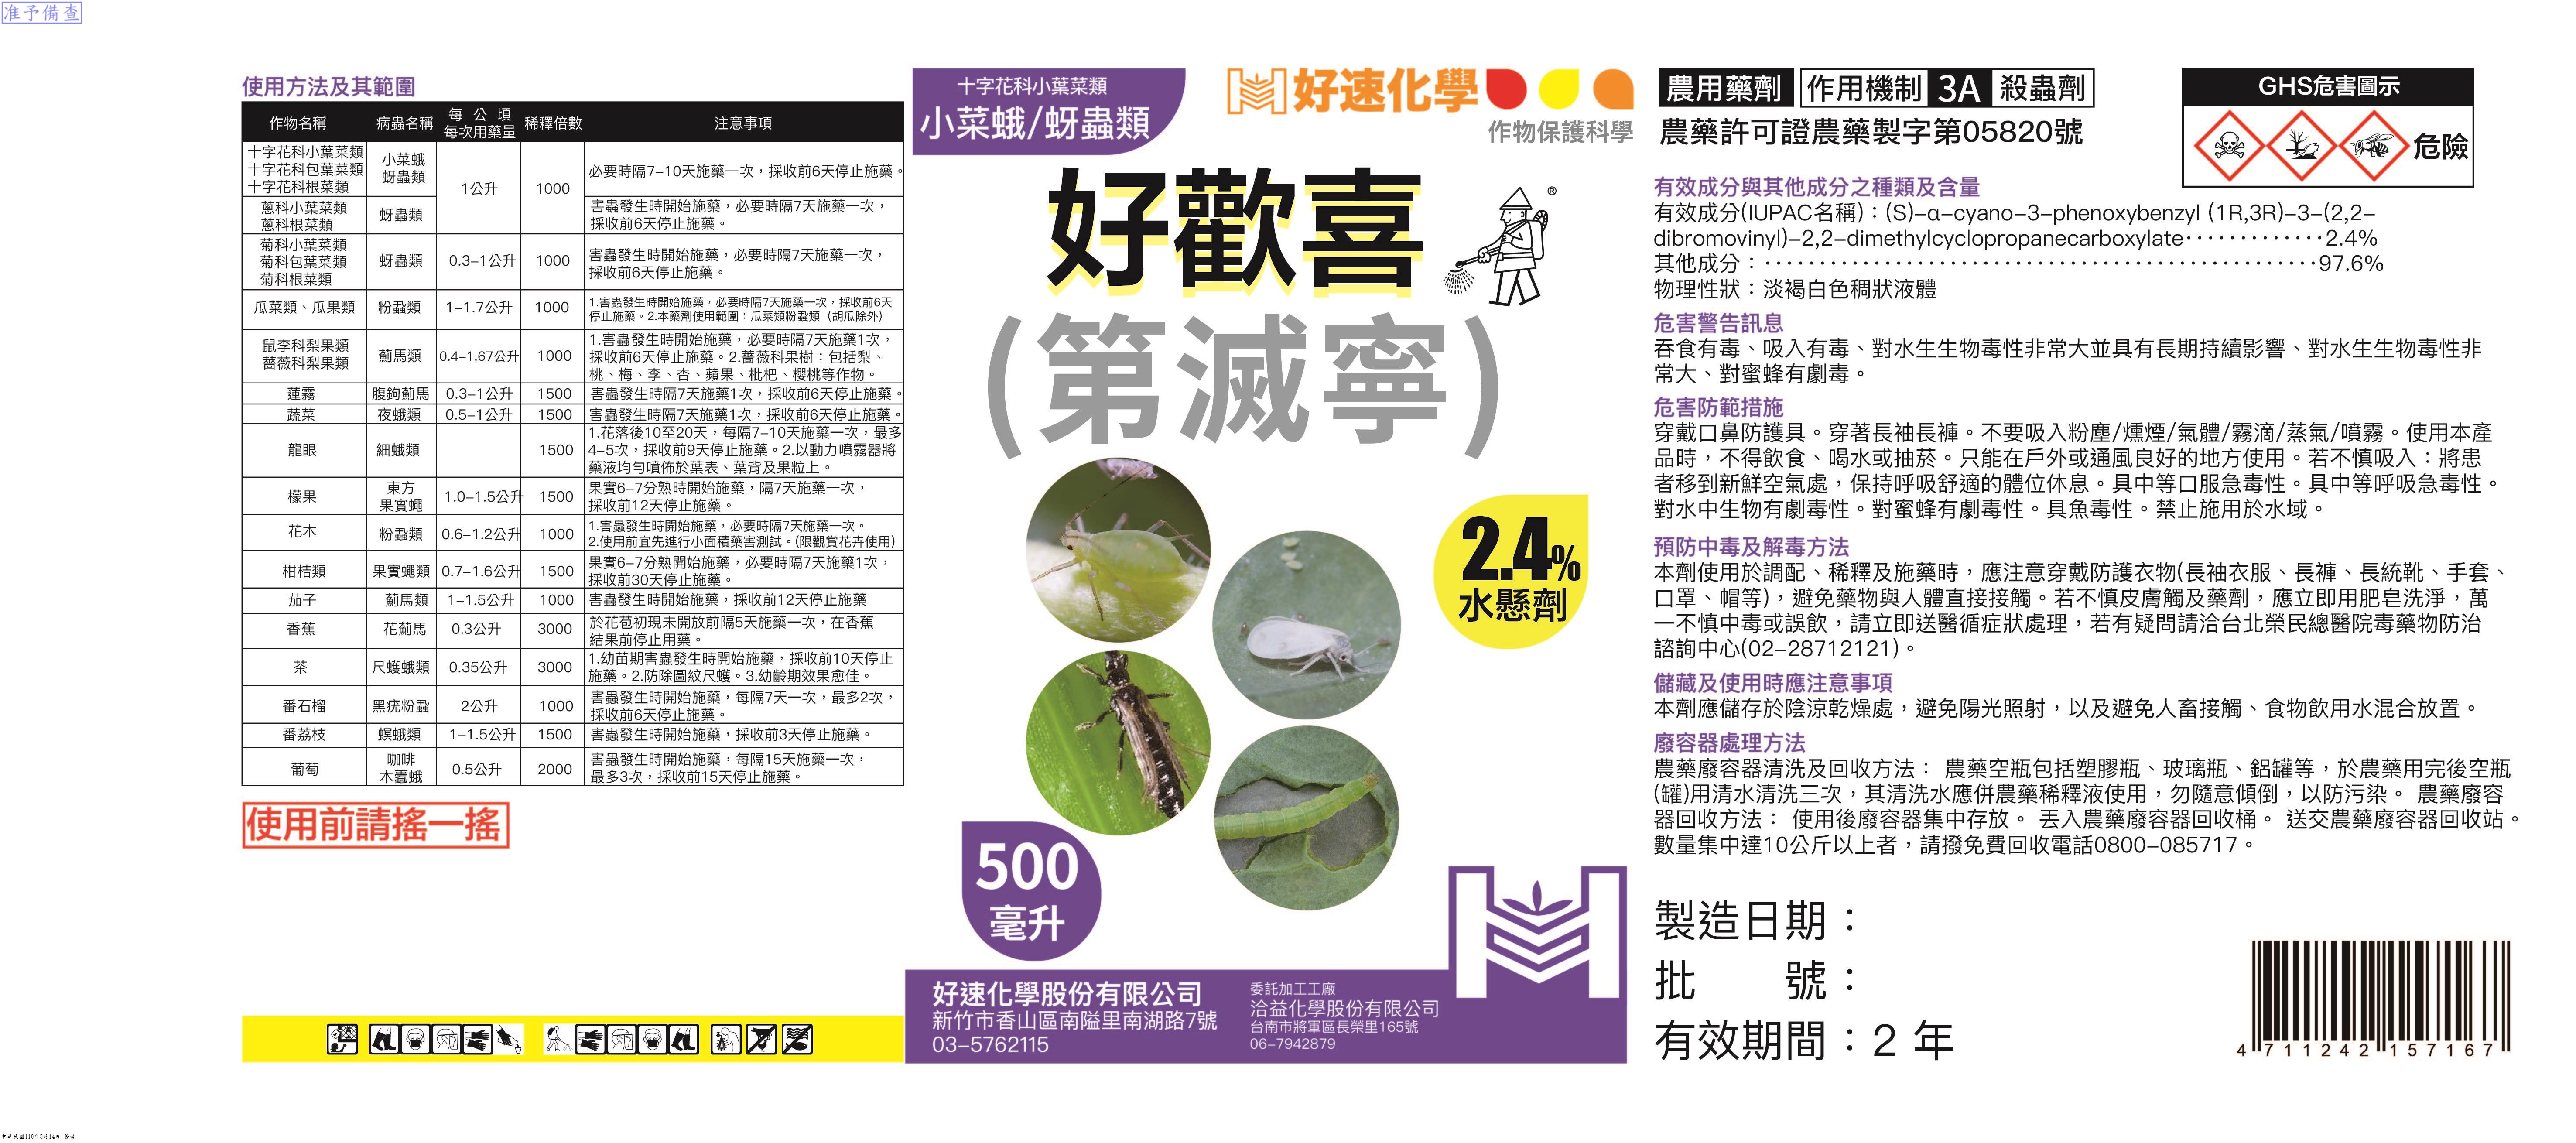 准予備查
使用方法及其範圍
作物名稱 病蟲名稱 每公頃每次用藥量 稀釋倍數 注意事項
十字花科小葉菜類
十字花科包葉菜類
十字花科根菜類
小菜蛾
蚜蟲類
1公升 1000
必要時隔7-10天施藥一次，採收前6天停止施藥。
蔥科小葉菜類
蔥科根菜類
蚜蟲類
害蟲發生時開始施藥，必要時隔7天施藥一次，
採收前6天停止施藥。
菊科小葉菜類
菊科包葉菜類
菊科根菜類
蚜蟲類 0.3-1公升 1000
害蟲發生時開始施藥，必要時隔7天施藥一次，
採收前6天停止施藥。
瓜菜類、瓜果類 粉蝨類 1-1.7公升 1000
1.害蟲發生時開始施藥，必要時隔7天施藥一次，採收前6天
停止施藥。2.本藥劑使用範圍：瓜菜類粉蝨類（胡瓜除外）
鼠李科梨果類
薔薇科梨果類
薊馬類 0.4-1.67公升 1000
1.害蟲發生時開始施藥，必要時隔7天施藥1次，
採收前6天停止施藥。2.薔薇科果樹：包括梨、
桃、梅、李、杏、蘋果、枇杷、櫻桃等作物。
蓮霧 腹鉤薊馬 0.3-1公升 1500 害蟲發生時隔7天施藥1次，採收前6天停止施藥。
蔬菜 夜蛾類 0.5-1公升 1500 害蟲發生時隔7天施藥1次，採收前6天停止施藥。
龍眼 細蛾類 1500
1.花落後10至20天，每隔7-10天施藥一次，最多
4-5次，採收前9天停止施藥。2.以動力噴霧器將
藥液均勻噴佈於葉表、葉背及果粒上。
檬果
東方
果實蠅
1.0-1.5公升 1500
果實6-7分熟時開始施藥，隔7天施藥一次，
採收前12天停止施藥。
花木 粉蝨類 0.6-1.2公升 1000
1.害蟲發生時開始施藥，必要時隔7天施藥一次。
2.使用前宜先進行小面積藥害測試。(限觀賞花卉使用)
柑桔類 果實蠅類 0.7-1.6公升 1500
果實6-7分熟開始施藥，必要時隔7天施藥1次，
採收前30天停止施藥。
茄子 薊馬類 1-1.5公升 1000 害蟲發生時開始施藥，採收前12天停止施藥
香蕉 花薊馬 0.3公升 3000
於花苞初現未開放前隔5天施藥一次，在香蕉
結果前停止用藥。
茶 尺蠖蛾類 0.35公升 3000
1.幼苗期害蟲發生時開始施藥，採收前10天停止
施藥。2.防除圖紋尺蠖。3.幼齡期效果愈佳。
番石榴 黑疣粉蝨 2公升 1000
害蟲發生時開始施藥，每隔7天一次，最多2次，
採收前6天停止施藥。
番荔枝 螟蛾類 1-1.5公升 1500 害蟲發生時開始施藥，採收前3天停止施藥。
葡萄
咖啡
木蠹蛾
0.5公升 2000
害蟲發生時開始施藥，每隔15天施藥一次，
最多3次，採收前15天停止施藥。
使用前請搖一搖
十字花科小葉菜類
小菜蛾/蚜蟲類
好速化學
作物保護科學
好歡喜
®
(第滅寧)
2.4%
水懸劑
500
毫升
好速化學股份有限公司
新竹市香山區南隘里南湖路7號
03-5762115
委託加工工廠
洽益化學股份有限公司
台南市將軍區長榮里165號
06-7942879
農用藥劑 作用機制 3A 殺蟲劑
農藥許可證農藥製字第05820號
GHS危害圖示
危險
有效成分與其他成分之種類及含量
有效成分(IUPAC名稱)：(S)-α-cyano-3-phenoxybenzyl (1R,3R)-3-(2,2-
dibromovinyl)-2,2-dimethylcyclopropanecarboxylate·············2.4%
其他成分：··················································97.6%
物理性狀：淡褐白色稠狀液體
危害警告訊息
吞食有毒、吸入有毒、對水生生物毒性非常大並具有長期持續影響、對水生生物毒性非
常大、對蜜蜂有劇毒。
危害防範措施
穿戴口鼻防護具。穿著長袖長褲。不要吸入粉塵/燻煙/氣體/霧滴/蒸氣/噴霧。使用本產
品時，不得飲食、喝水或抽菸。只能在戶外或通風良好的地方使用。若不慎吸入：將患
者移到新鮮空氣處，保持呼吸舒適的體位休息。具中等口服急毒性。具中等呼吸急毒性。
對水中生物有劇毒性。對蜜蜂有劇毒性。具魚毒性。禁止施用於水域。
預防中毒及解毒方法
本劑使用於調配、稀釋及施藥時，應注意穿戴防護衣物(長袖衣服、長褲、長統靴、手套、
口罩、帽等)，避免藥物與人體直接接觸。若不慎皮膚觸及藥劑，應立即用肥皂洗淨，萬
一不慎中毒或誤飲，請立即送醫循症狀處理，若有疑問請洽台北榮民總醫院毒藥物防治
諮詢中心(02-28712121)。
儲藏及使用時應注意事項
本劑應儲存於陰涼乾燥處，避免陽光照射，以及避免人畜接觸、食物飲用水混合放置。
廢容器處理方法
農藥廢容器清洗及回收方法： 農藥空瓶包括塑膠瓶、玻璃瓶、鋁罐等，於農藥用完後空瓶
(罐)用清水清洗三次，其清洗水應併農藥稀釋液使用，勿隨意傾倒，以防污染。 農藥廢容
器回收方法： 使用後廢容器集中存放。 丟入農藥廢容器回收桶。 送交農藥廢容器回收站。
數量集中達10公斤以上者，請撥免費回收電話0800-085717。
製造日期：
批　　號：
有效期間：2 年
4 711242 157167